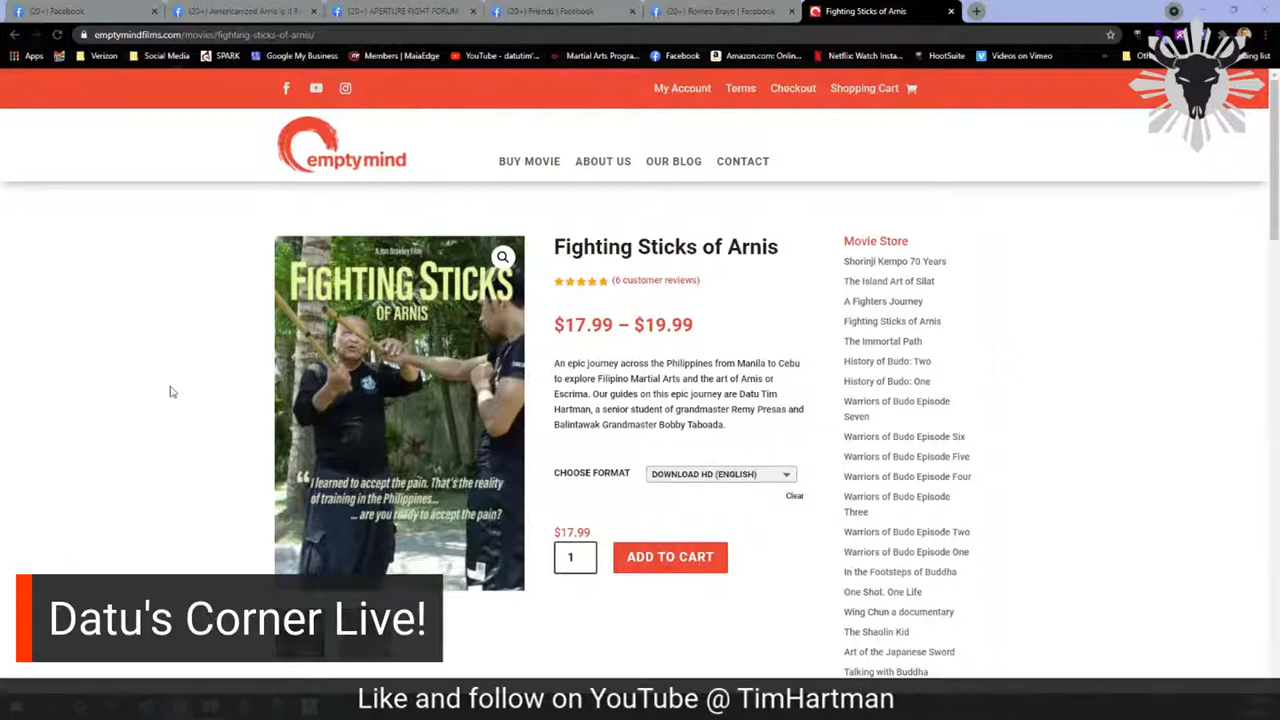 (20+) Facebook
(20+) Americanized Arnis is it B
(20+) APERTURE FIGHT FORUM
(20+) Friends | Facebook
(20+) Romeo Bravo | Facebook
Fighting Sticks of Arnis
emptymindfilms.com/movies/fighting-sticks-of-arnis/
Apps
Verizon
Social Media
SPARK
Google My Business
Members | MaiaEdge
YouTube - datutim'...
Martial Arts Progra...
Facebook
Amazon.com: Onlin...
Netflix: Watch Insta...
HootSuite
Videos on Vimeo
My Account
Terms
Checkout
Shopping Cart
emptymind
BUY MOVIE
ABOUT US
OUR BLOG
CONTACT
A Jon Braeley Film
FIGHTING STICKS
OF ARNIS
“I learned to accept the pain. That's the reality
of training in the Philippines...
... are you ready to accept the pain?
Fighting Sticks of Arnis
(6 customer reviews)
$17.99 – $19.99
An epic journey across the Philippines from Manila to Cebu
to explore Filipino Martial Arts and the art of Arnis or
Escrima. Our guides on this epic journey are Datu Tim
Hartman, a senior student of grandmaster Remy Presas and
Balintawak Grandmaster Bobby Taboada.
CHOOSE FORMAT
DOWNLOAD HD (ENGLISH)
Clear
$17.99
1
ADD TO CART
Movie Store
Shorinji Kempo 70 Years
The Island Art of Silat
A Fighters Journey
Fighting Sticks of Arnis
The Immortal Path
History of Budo: Two
History of Budo: One
Warriors of Budo Episode
Seven
Warriors of Budo Episode Six
Warriors of Budo Episode Five
Warriors of Budo Episode Four
Warriors of Budo Episode
Three
Warriors of Budo Episode Two
Warriors of Budo Episode One
In the Footsteps of Buddha
One Shot. One Life
Wing Chun a documentary
The Shaolin Kid
Art of the Japanese Sword
Talking with Buddha
Datu's Corner Live!
Like and follow on YouTube @ TimHartman